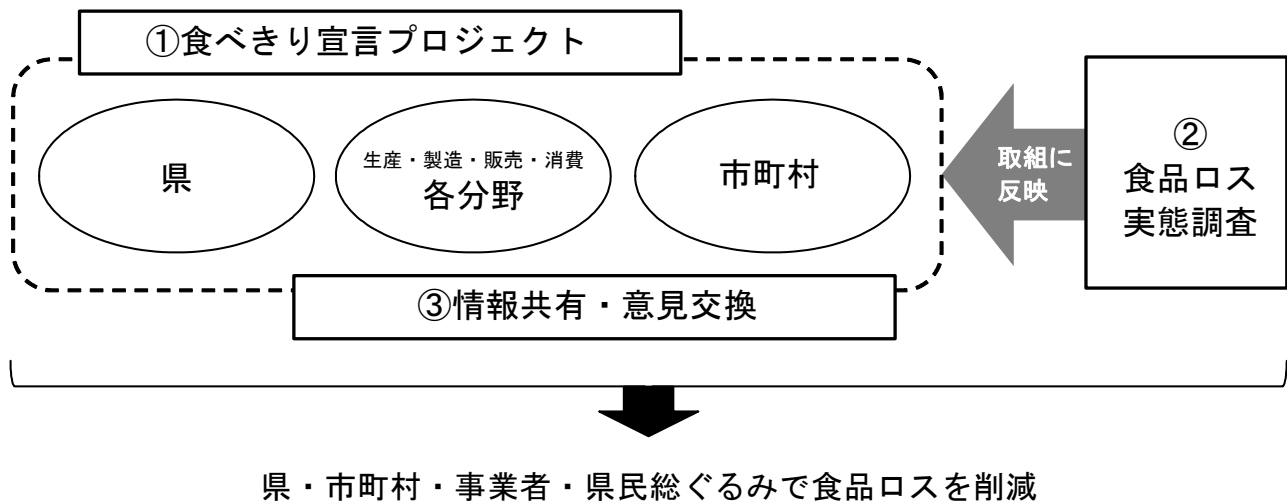 ①食べきり宣言プロジェクト
県
生産・製造・販売・消費
各分野
市町村
取組に
反映
②
食品ロス
実態調査
③情報共有・意見交換
県・市町村・事業者・県民総ぐるみで食品ロスを削減